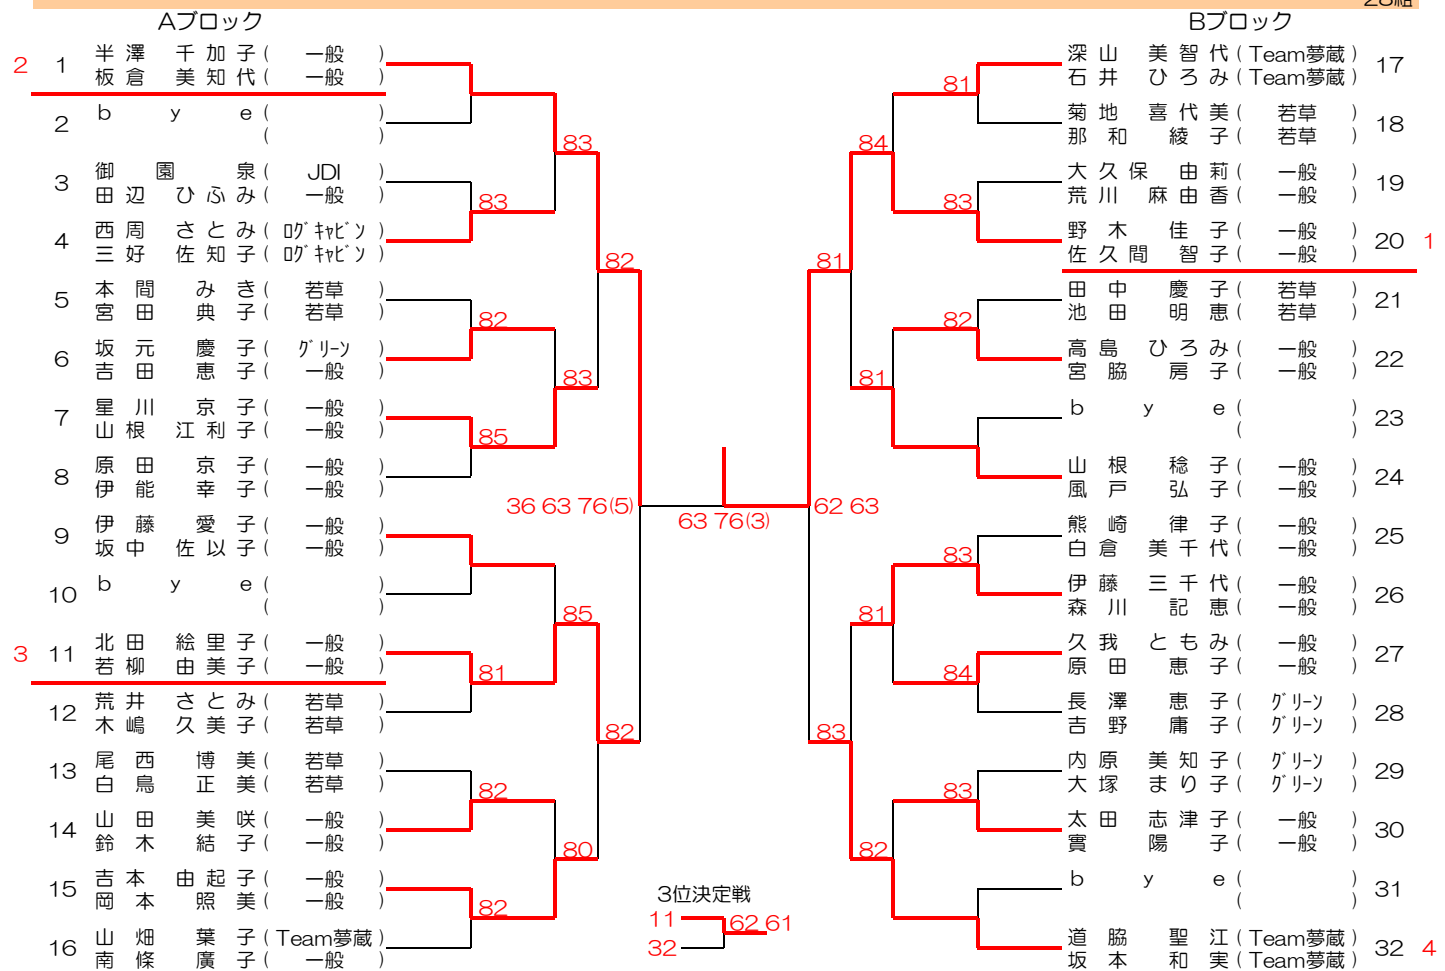 Aブロック
Bブロック
2 1 半澤 千加子( 一般 )
板倉 美知代( 一般 )
2 bye( )
( )
3 御園 泉( JDI )
田辺 ひふみ( 一般 )
4 西周 さとみ( ログキャビン )
三好 佐知子( ログキャビン )
5 本間 みき( 若草 )
宮田 典子( 若草 )
6 坂元 慶子( グリーン )
吉田 恵子( 一般 )
7 星川 京子( 一般 )
山根 江利子( 一般 )
8 原田 京子( 一般 )
伊能 幸子( 一般 )
9 伊藤 愛子( 一般 )
坂中 佐以子( 一般 )
10 bye( )
( )
3 11 北田 絵里子( 一般 )
若柳 由美子( 一般 )
12 荒井 さとみ( 若草 )
木嶋 久美子( 若草 )
13 尾西 博美( 若草 )
白鳥 正美( 若草 )
14 山田 美咲( 一般 )
鈴木 結子( 一般 )
15 吉本 由起子( 一般 )
岡本 照美( 一般 )
16 山畑 葉子( Team夢蔵 )
南條 廣子( 一般 )
83
82
85
81
82
82
83
83
85
80
82
82
36 63 76(5)
63 76(3)
62 63
81
83
84
81
81
82
83
81
84
83
82
83
3位決定戦
11
62 61
32
深山 美智代( Team夢蔵 ) 17
石井 ひろみ( Team夢蔵 )
菊地 喜代美( 若草 ) 18
那和 綾子( 若草 )
大久保 由莉( 一般 ) 19
荒川 麻由香( 一般 )
野木 佳子( 一般 ) 20 1
佐久間 智子( 一般 )
田中 慶子( 若草 ) 21
池田 明恵( 若草 )
高島 ひろみ( 一般 ) 22
宮脇 房子( 一般 )
bye( ) 23
( )
山根 稔子( 一般 ) 24
風戸 弘子( 一般 )
熊崎 律子( 一般 ) 25
白倉 美千代( 一般 )
伊藤 三千代( 一般 ) 26
森川 記恵( 一般 )
久我 ともみ( 一般 ) 27
原田 恵子( 一般 )
長澤 恵子( グリーン ) 28
吉野 庸子( グリーン )
内原 美知子( グリーン ) 29
大塚 まり子( グリーン )
太田 志津子( 一般 ) 30
實 陽子( 一般 )
bye( ) 31
( )
道脇 聖江( Team夢蔵 ) 32 4
坂本 和実( Team夢蔵 )